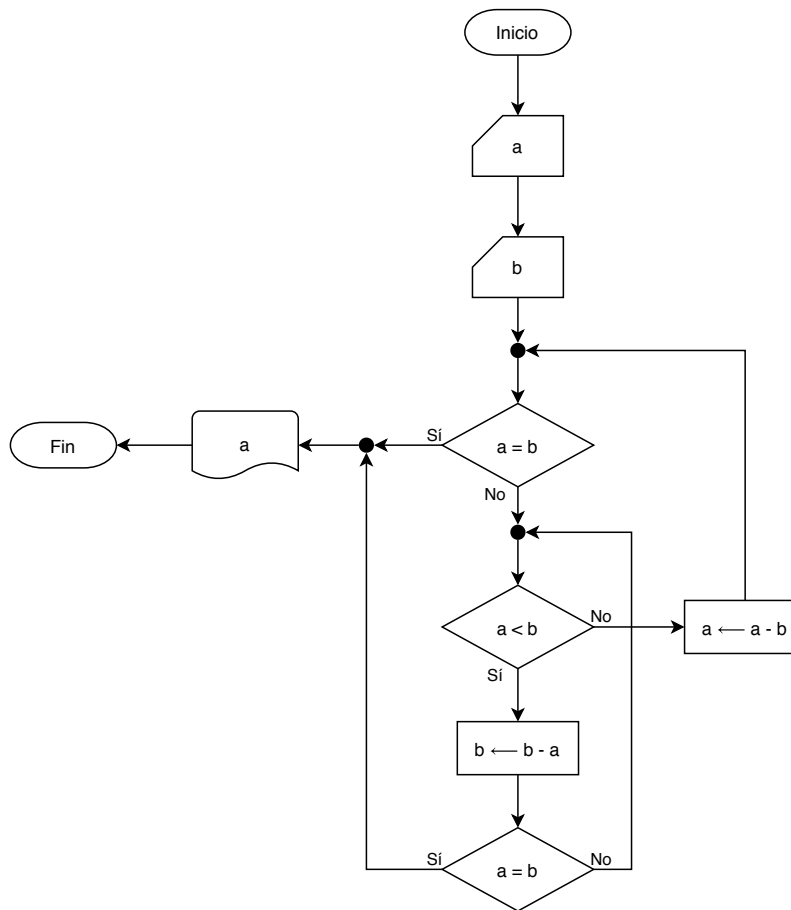 Inicio
a
b
Fin
a
Sí
a = b
No
a < b
No
Sí
a ⟵ a - b
b ⟵ b - a
Sí
a = b
No